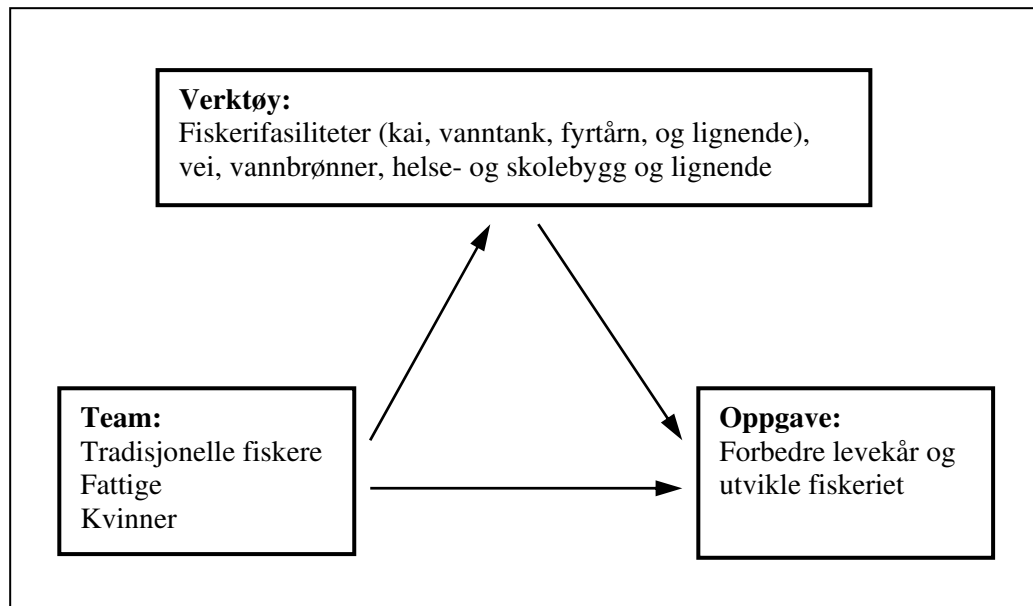 Verktøy:
Fiskerifasiliteter (kai, vanntank, fyrtårn, og lignende),
vei, vannbrønner, helse- og skolebygg og lignende
Team:
Tradisjonelle fiskere
Fattige
Kvinner
Oppgave:
Forbedre levekår og
utvikle fiskeriet